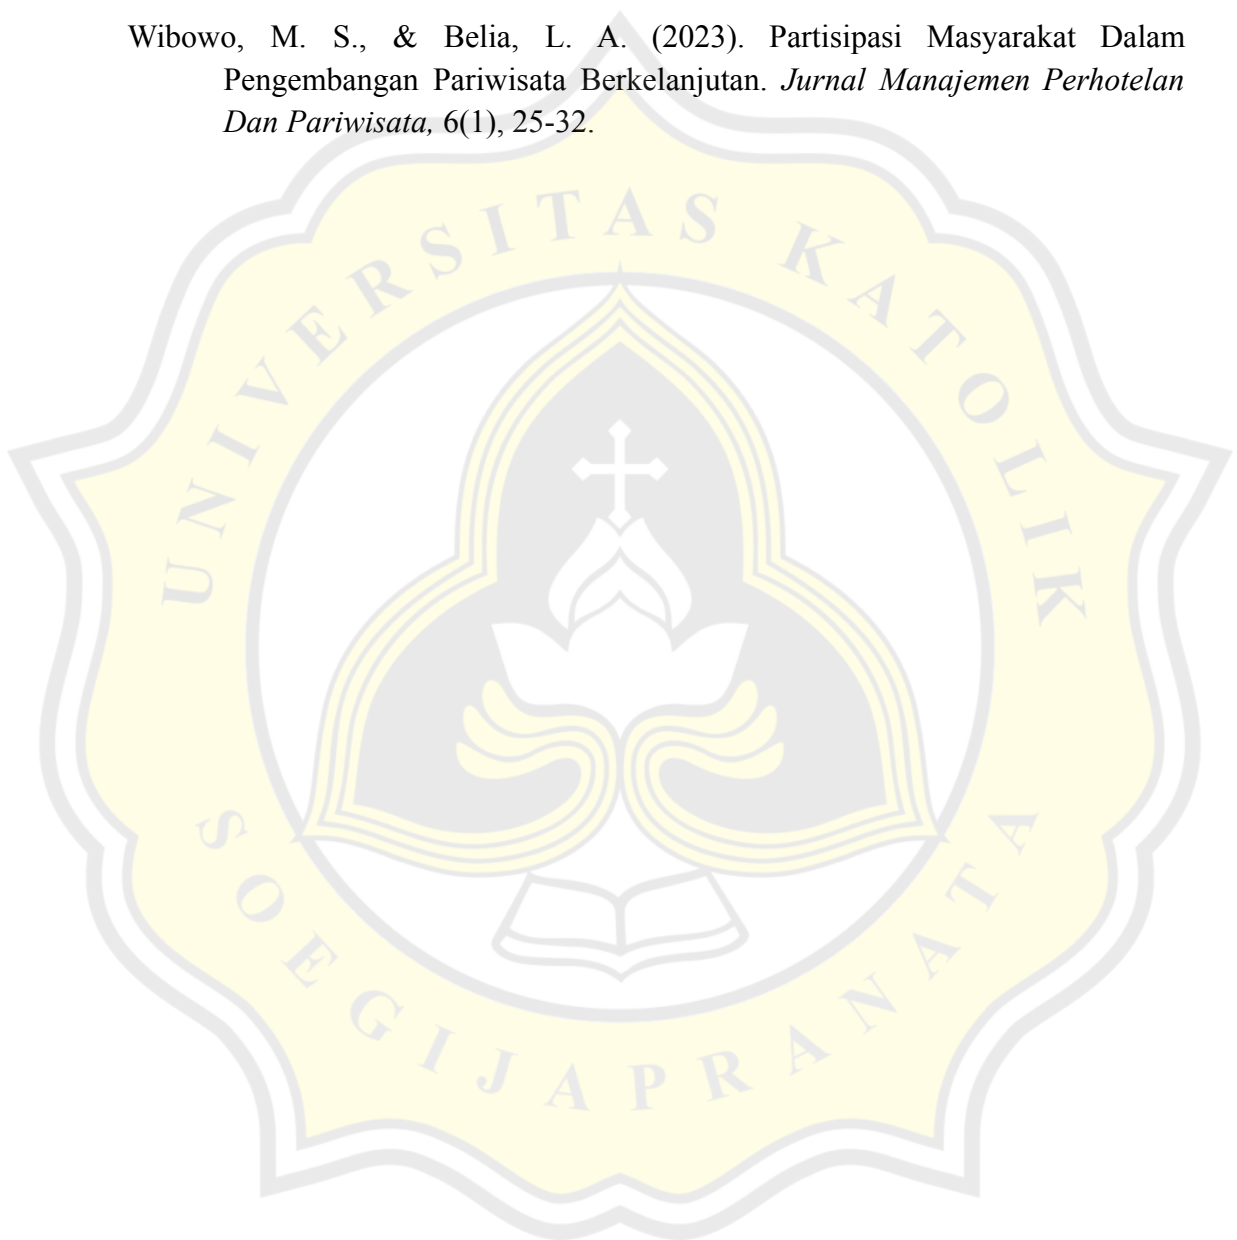 Wibowo, M. S., & Belia, L. A. (2023). Partisipasi Masyarakat Dalam
Pengembangan Pariwisata Berkelanjutan. Jurnal Manajemen Perhotelan
Dan Pariwisata, 6(1), 25-32.
UNIVERSITAS KATOLIK
SOEGIJAPRANATA